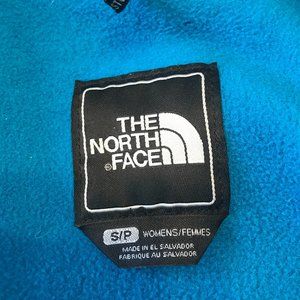 THE
NORTH
®FACE
S/P WOMENS/FEMMES
MADE IN EL SALVADOR
FABRIQUE AU SALVADOR